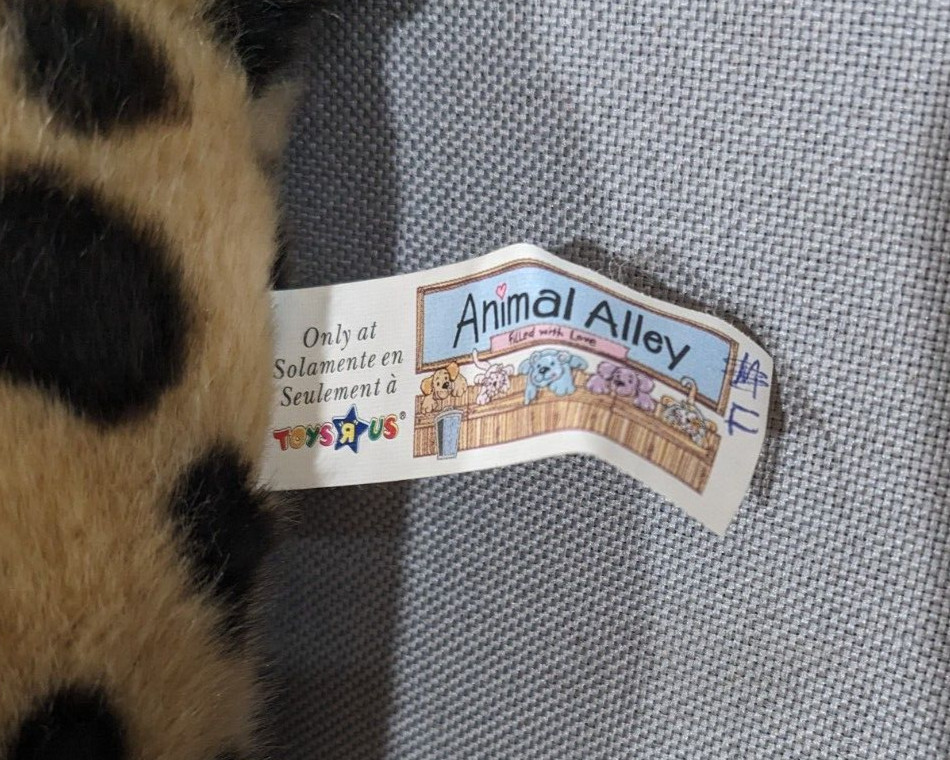 Only at
Solamente en
Seulement à
TOYS R US®
Animal Alley
filled with Love